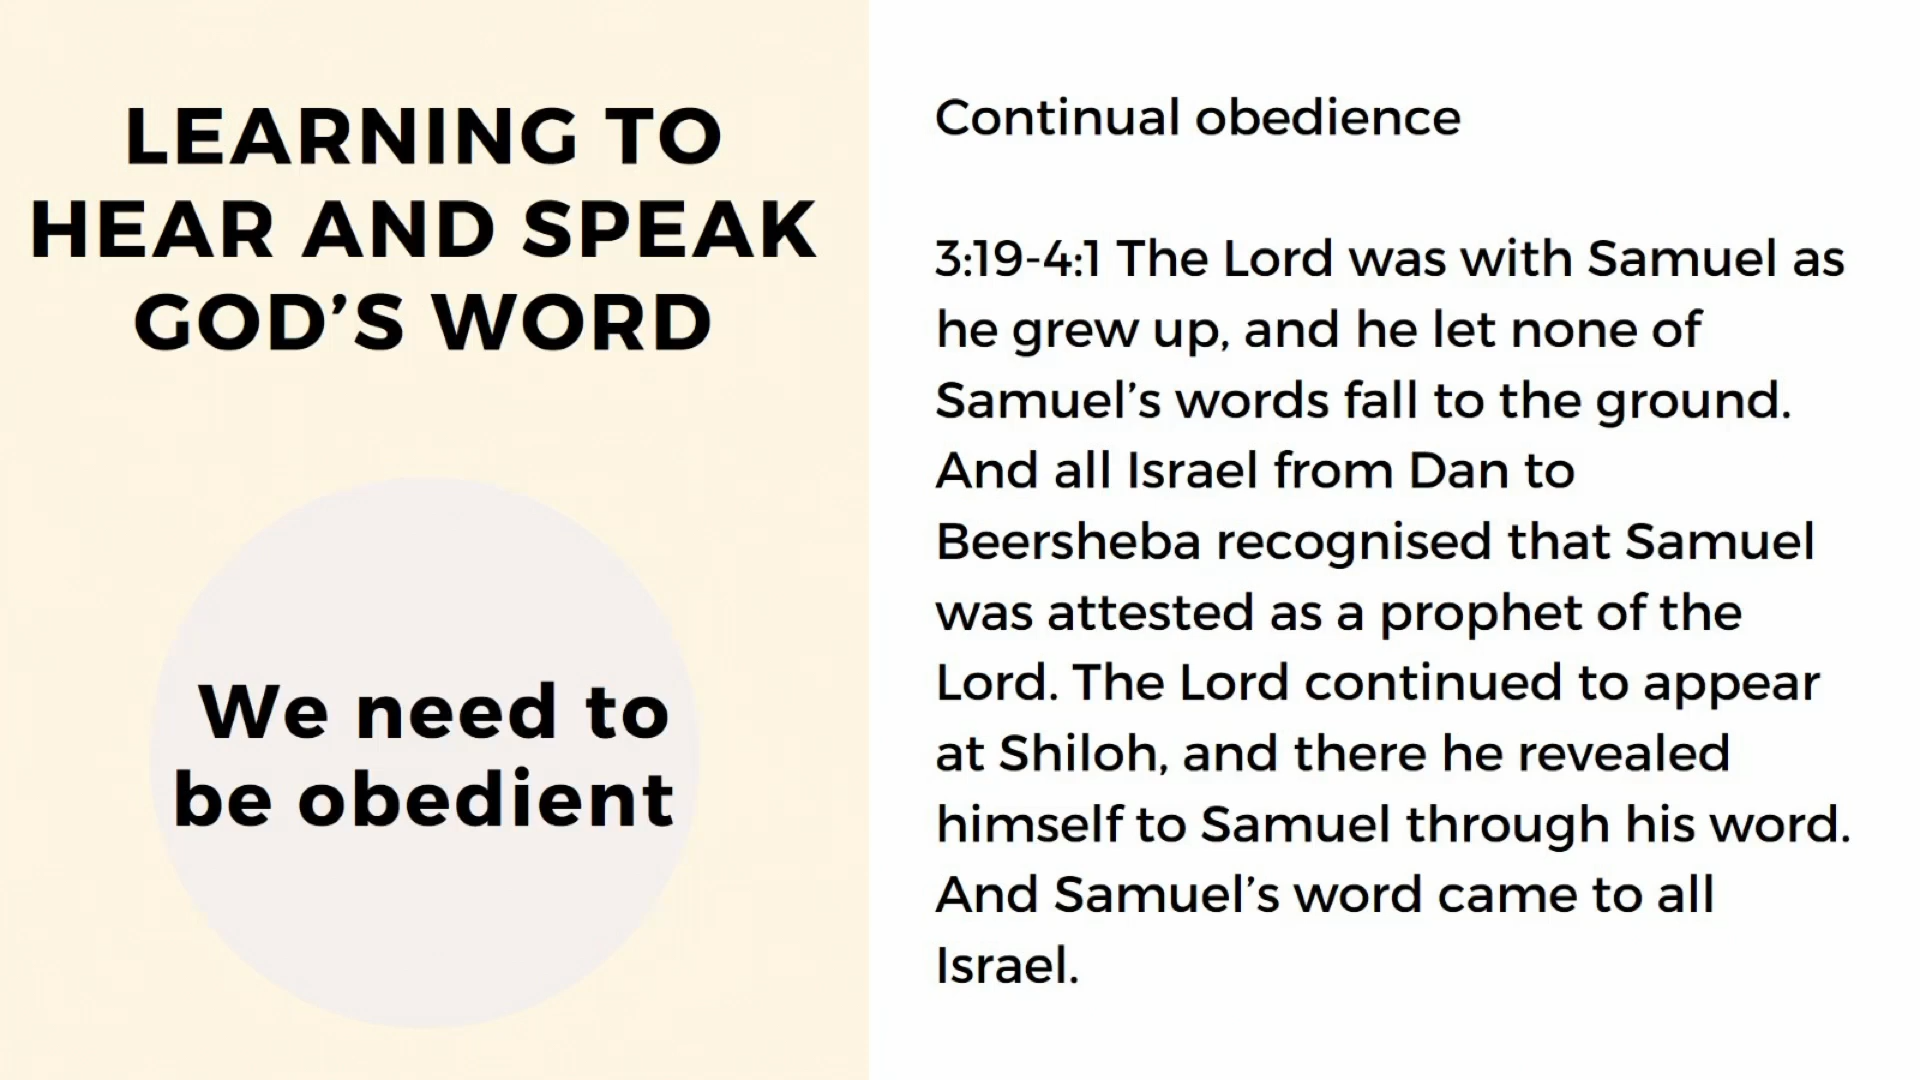 LEARNING TO
HEAR AND SPEAK
GOD’S WORD
We need to
be obedient
Continual obedience
3:19-4:1 The Lord was with Samuel as
he grew up, and he let none of
Samuel’s words fall to the ground.
And all Israel from Dan to
Beersheba recognised that Samuel
was attested as a prophet of the
Lord. The Lord continued to appear
at Shiloh, and there he revealed
himself to Samuel through his word.
And Samuel’s word came to all
Israel.